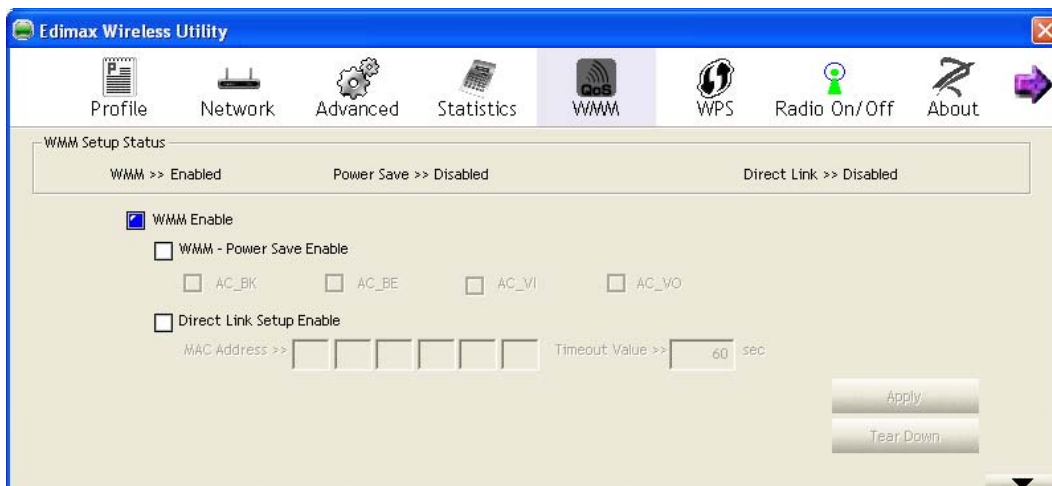 Edimax Wireless Utility
Profile Network Advanced Statistics QoS WMM WPS Radio On/Off About
WMM Setup Status
WMM >> Enabled Power Save >> Disabled Direct Link >> Disabled
WMM Enable
WMM - Power Save Enable
AC_BK AC_BE AC_VI AC_VO
Direct Link Setup Enable
MAC Address >> Timeout Value >> 60 sec
Apply
Tear Down